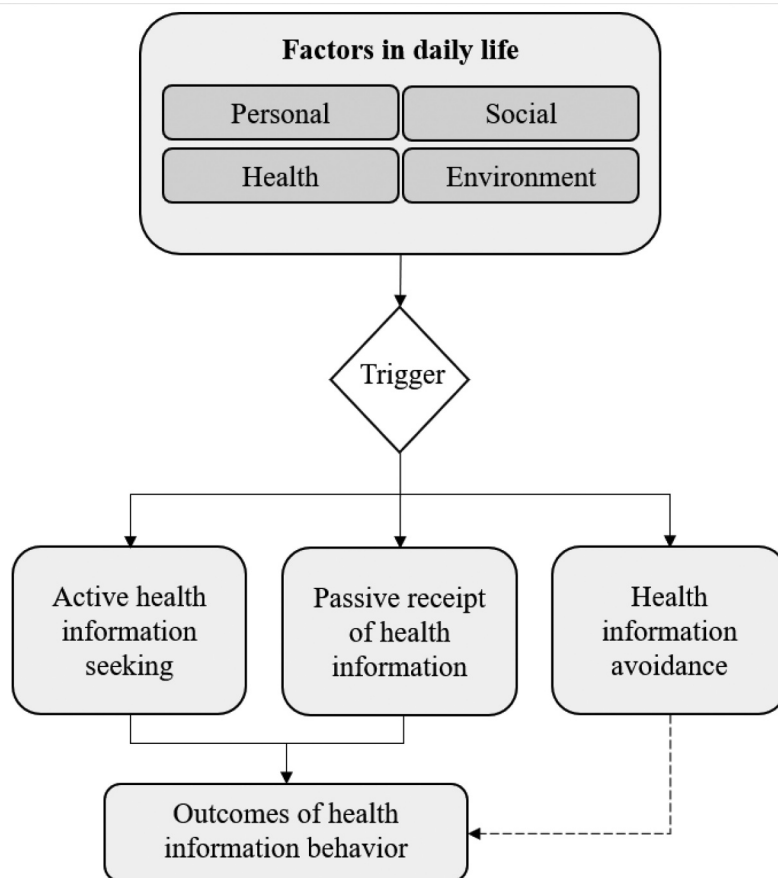 Factors in daily life
Personal
Social
Health
Environment
Trigger
Active health
information
seeking
Passive receipt
of health
information
Health
information
avoidance
Outcomes of health
information behavior